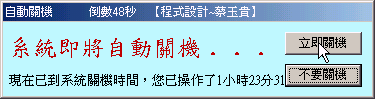 自動關機 倒數48秒 【程式設計-蔡玉貴】
系統即將自動關機...
立即關機
現在已到系統關機時間，您已操作了1小時23分31
不要關機